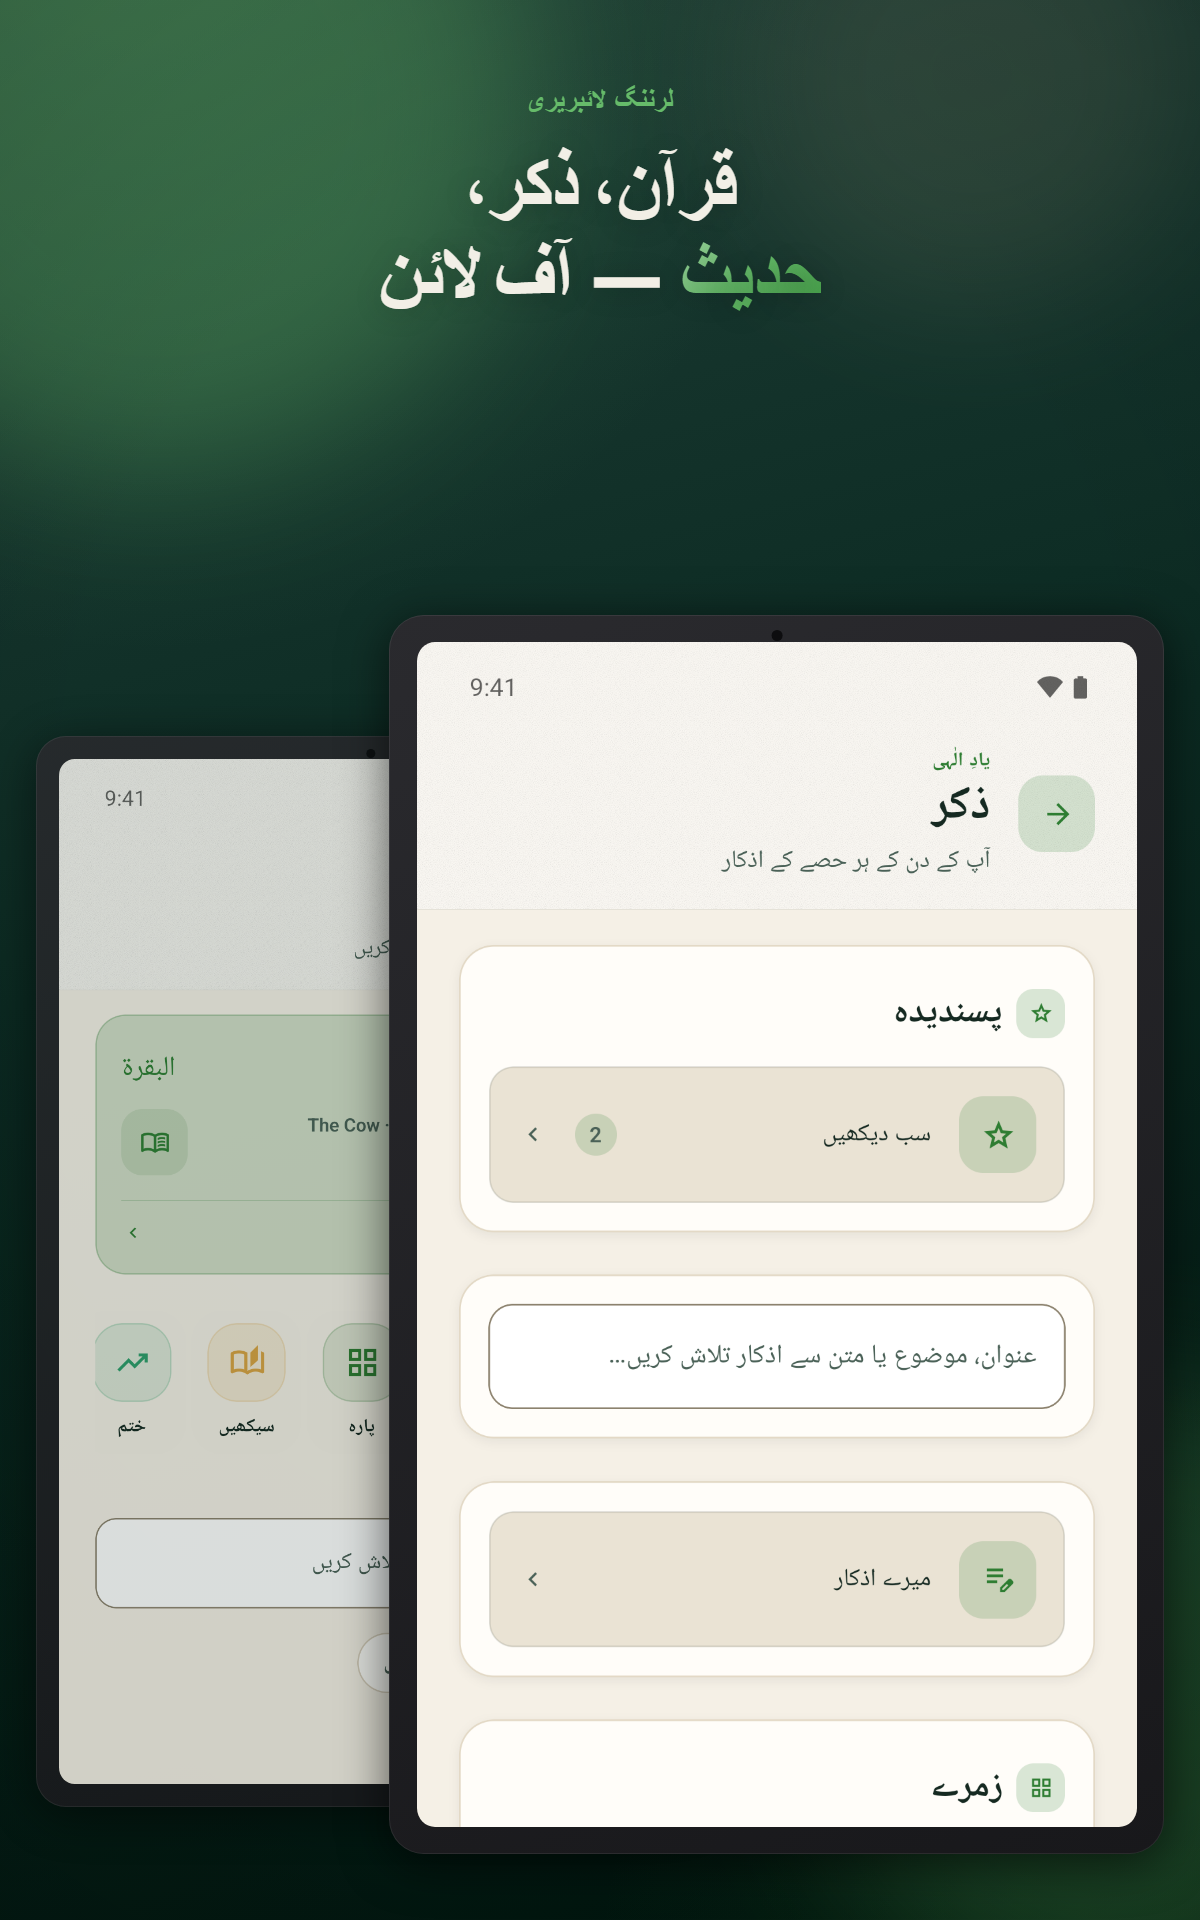 لرننگ لائبریری
قرآن، ذکر،
حدیث — آف لائن
9:41
یادِ الٰہی
ذکر
آپ کے دن کے ہر حصے کے اذکار
پسندیدہ
سب دیکھیں
2
عنوان، موضوع یا متن سے اذکار تلاش کریں...
میرے اذکار
زمرے
9:41
کریں
البقرة
The Cow ·
پارہ
سیکھیں
ختم
کریں